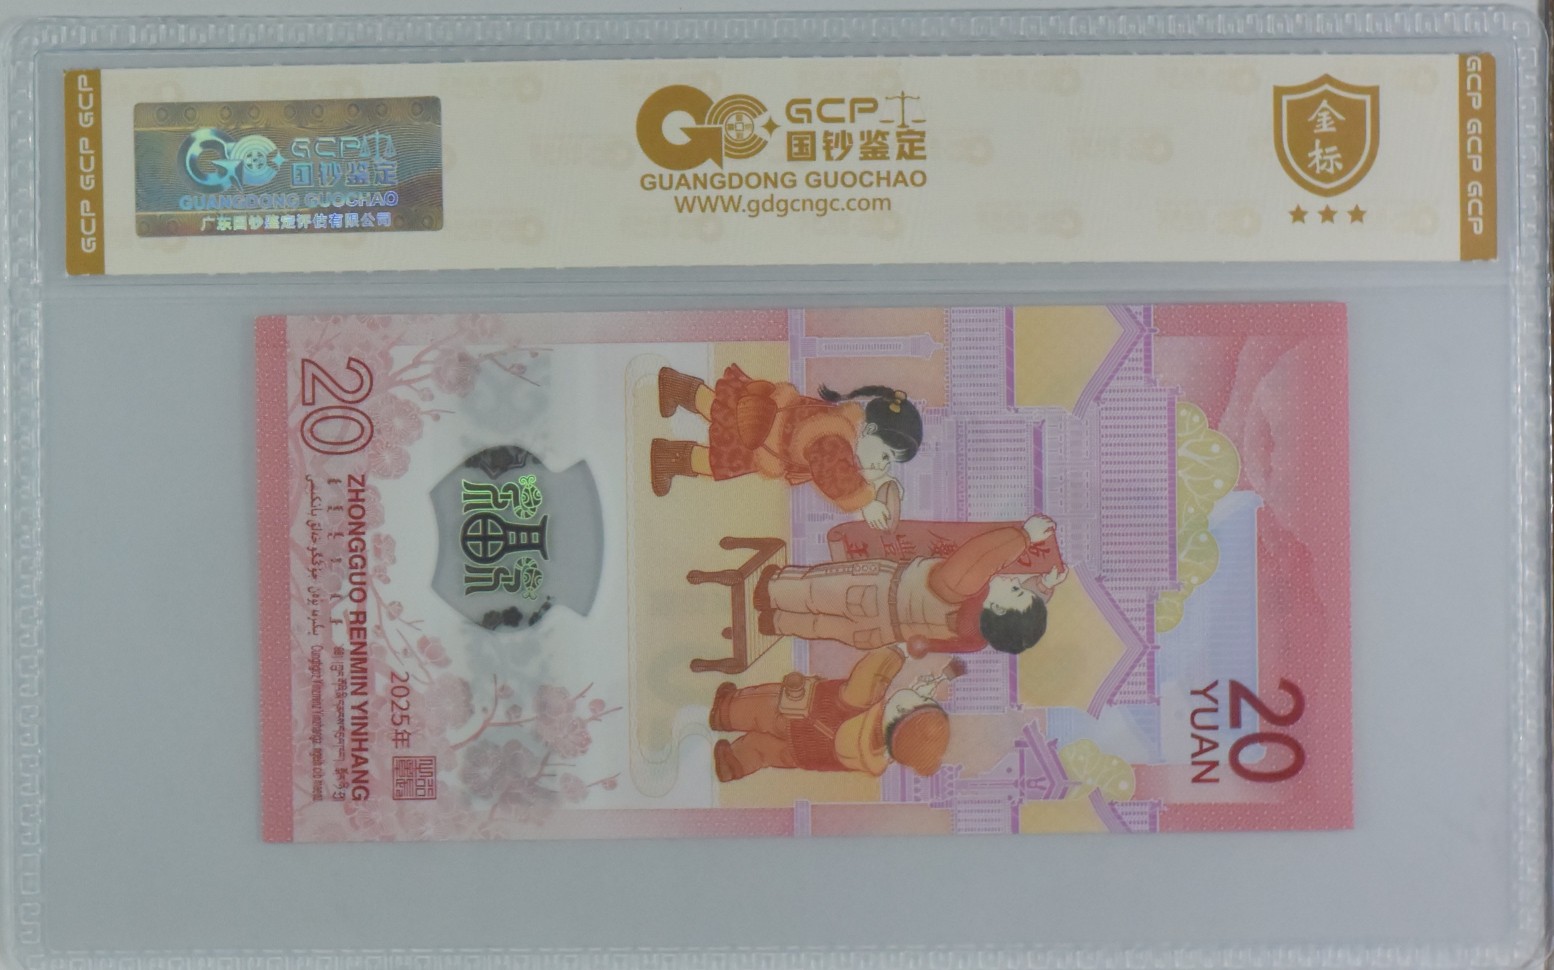 GCP GCP GCP
GCP
国钞鉴定
GUANGDONG GUOCHAO
广东国钞鉴定评估有限公司
GCP
国钞鉴定
GUANGDONG GUOCHAO
WWW.gdgcngc.com
金标
GCP GCP GCP
20
ZHONGGUO RENMIN YINHANG
2025年
20
YUAN